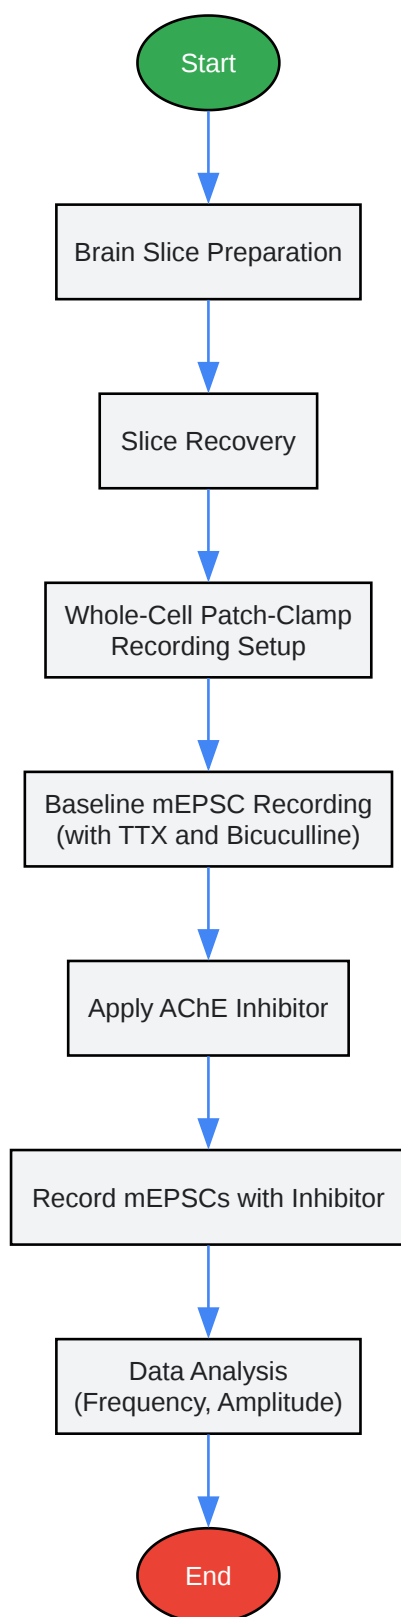 Start
Brain Slice Preparation
Slice Recovery
Whole-Cell Patch-Clamp
Recording Setup
Baseline mEPSC Recording
(with TTX and Bicuculline)
Apply AChE Inhibitor
Record mEPSCs with Inhibitor
Data Analysis
(Frequency, Amplitude)
End